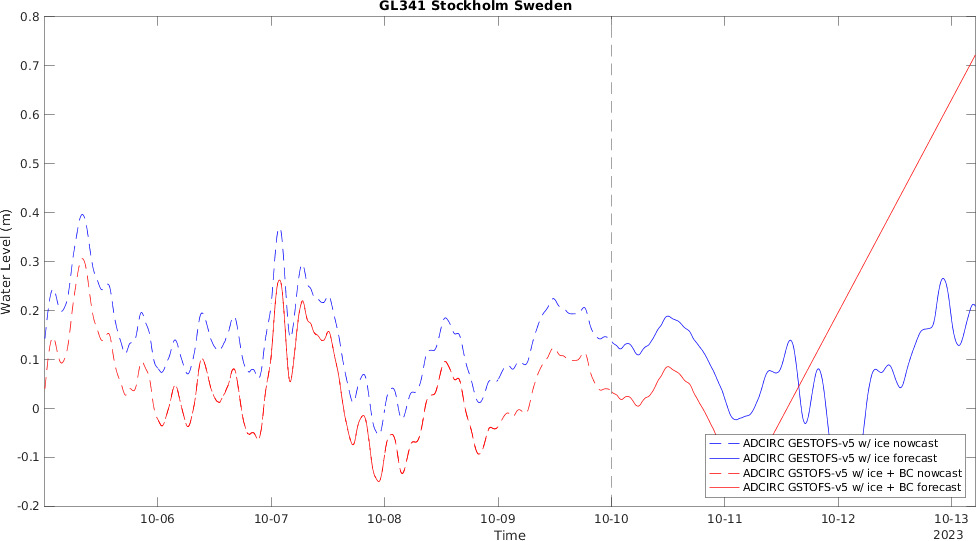 GL341 Stockholm Sweden
Water Level (m)
0.8
0.7
0.6
0.5
0.4
0.3
0.2
0.1
0
-0.1
-0.2
10-06 10-07 10-08 10-09 10-10 10-11 10-12 10-13
Time
2023
ADCIRC GESTOFS-v5 w/ ice nowcast
ADCIRC GESTOFS-v5 w/ ice forecast
ADCIRC GSTOFS-v5 w/ ice + BC nowcast
ADCIRC GSTOFS-v5 w/ ice + BC forecast